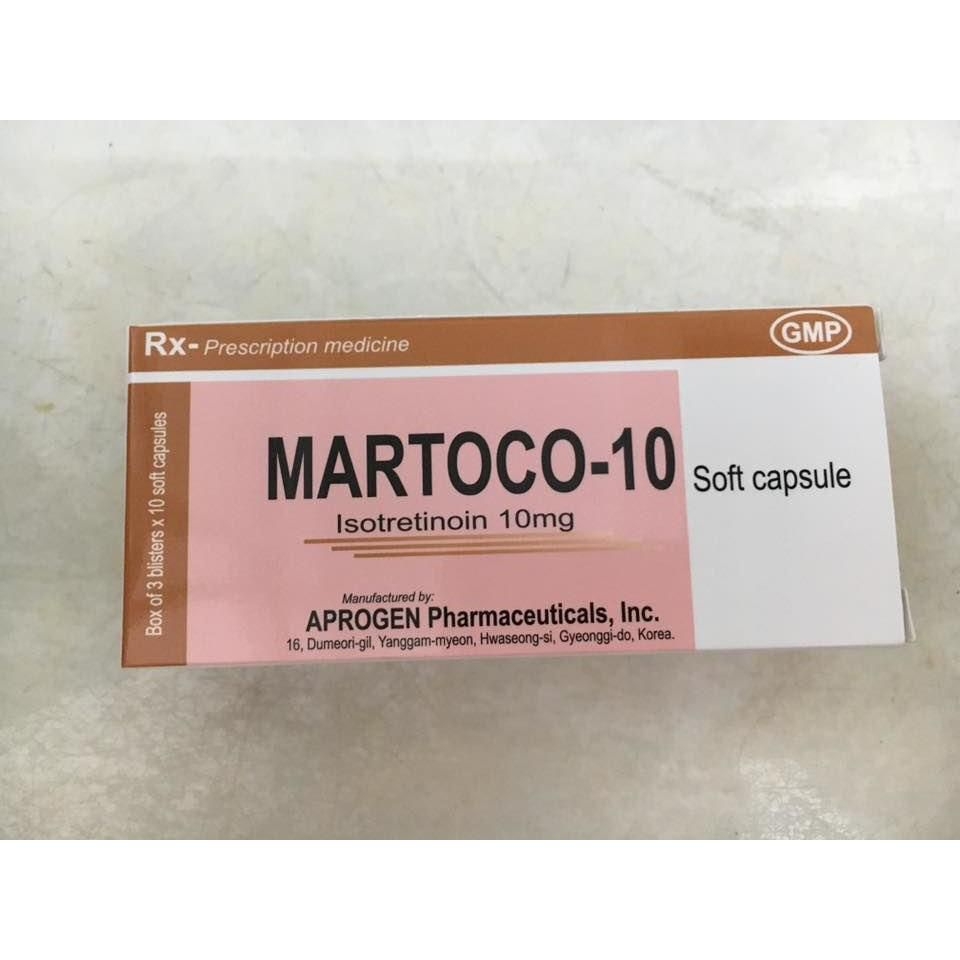 Rx- Prescription medicine
GMP
Box of 3 blisters x 10 soft capsules
MARTOCO-10 Soft capsule
Isotretinoin 10mg
Manufactured by:
APROGEN Pharmaceuticals, Inc.
16, Dumeori-gil, Yanggam-myeon, Hwaseong-si, Gyeonggi-do, Korea.